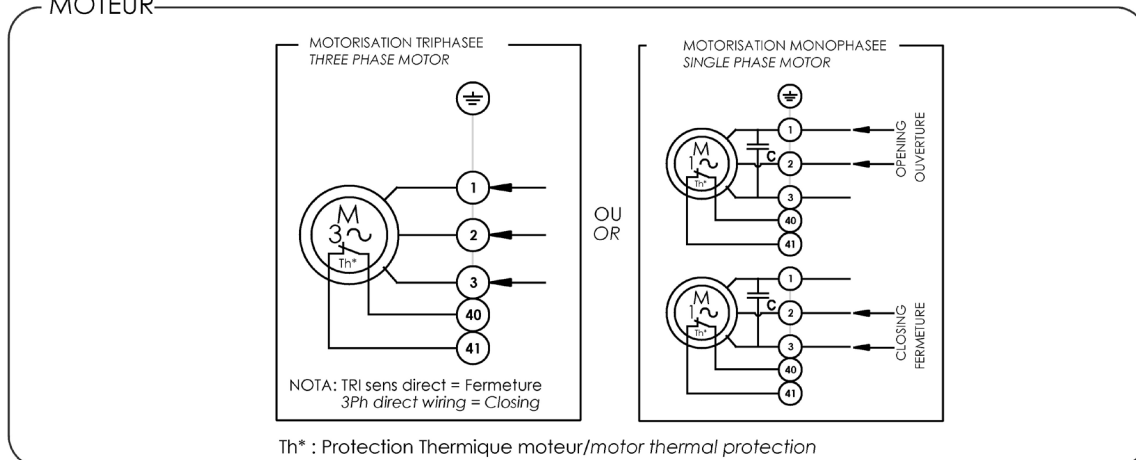 MOTEUR
MOTORISATION TRIPHASEE
THREE PHASE MOTOR
M
3~
Th*
1
2
3
40
41
NOTA: TRI sens direct = Fermeture
3Ph direct wiring = Closing
OU
OR
MOTORISATION MONOPHASEE
SINGLE PHASE MOTOR
M
1~
Th*
C
1
2
3
40
41
OPENING
OUVERTURE
M
1~
Th*
C
1
2
3
40
41
CLOSING
FERMETURE
Th* : Protection Thermique moteur/motor thermal protection